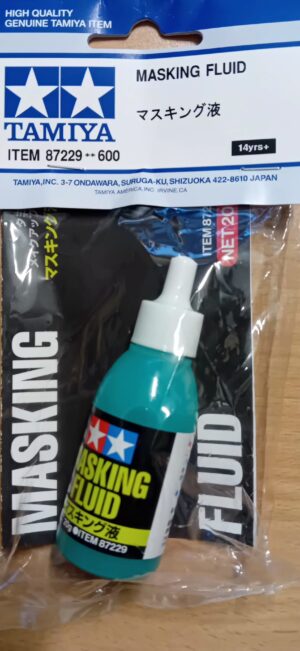 HIGH QUALITY
GENUINE TAMIYA ITEM
TAMIYA
ITEM 87229 ** 600
MASKING FLUID
マスキング液
14yrs+
TAMIYA, INC. 3-7 ONDAWARA, SURUGA-KU, SHIZUOKA 422-8610 JAPAN
TAMIYA AMERICA, INC. IRVINE, CA
マスキング
ITEM 87
NET 20
MASKING
FLUID
MASKING
FLUID
マスキング液
20g ●ITEM 87229